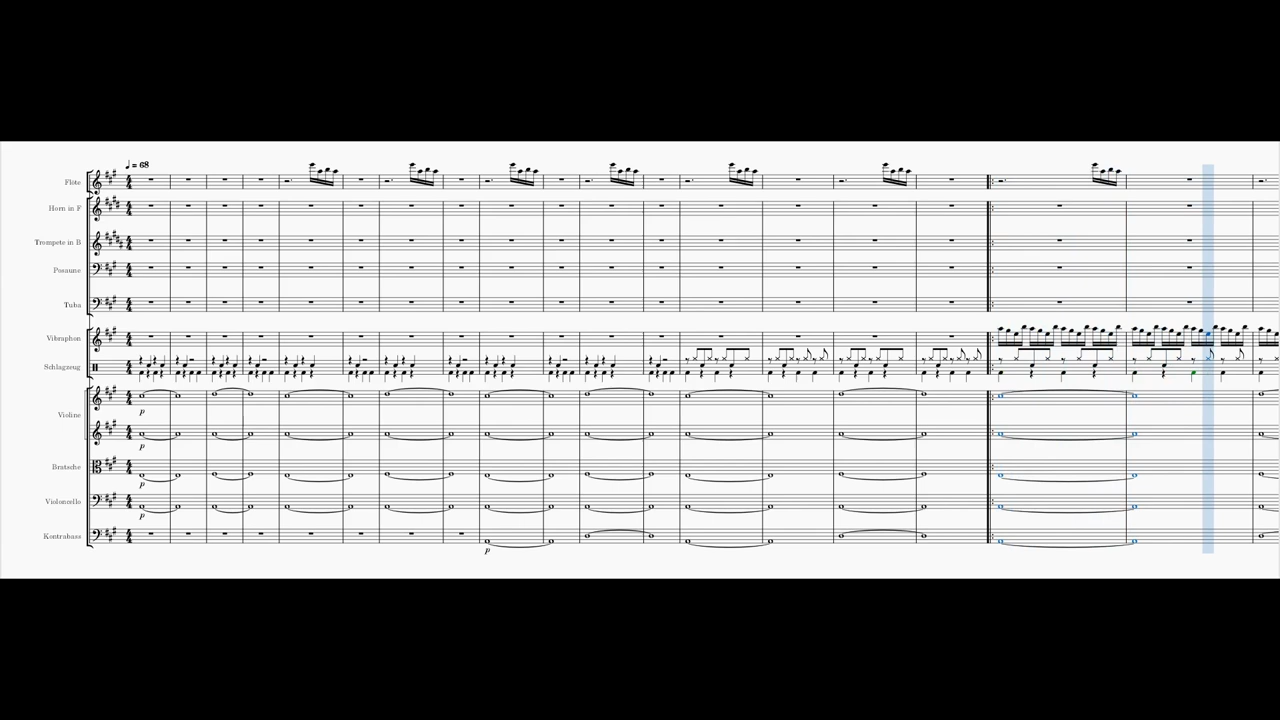 ♩ = 68
Flöte
Horn in F
Trompete in B
Posaune
Tuba
Vibraphon
Schlagzeug
Violine
p
p
Bratsche
p
Violoncello
p
Kontrabass
p